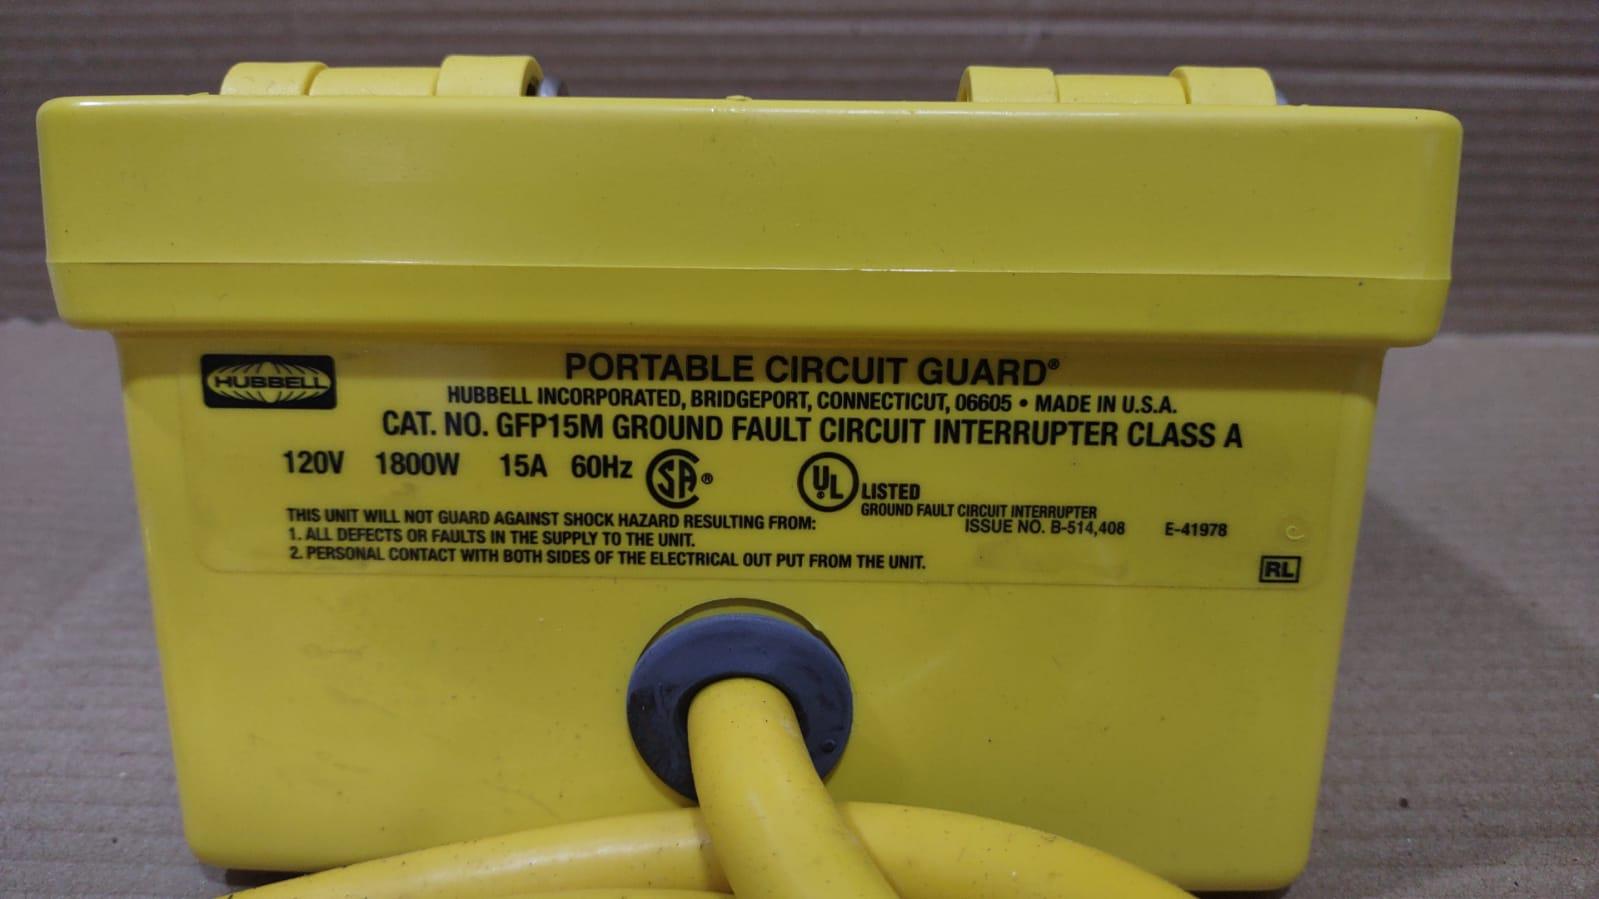 HUBBELL
PORTABLE CIRCUIT GUARD®
HUBBELL INCORPORATED, BRIDGEPORT, CONNECTICUT, 06605 • MADE IN U.S.A.
CAT. NO. GFP15M GROUND FAULT CIRCUIT INTERRUPTER CLASS A
120V 1800W 15A 60Hz SA® UL® LISTED
GROUND FAULT CIRCUIT INTERRUPTER
THIS UNIT WILL NOT GUARD AGAINST SHOCK HAZARD RESULTING FROM: ISSUE NO. B-514,408 E-41978
1. ALL DEFECTS OR FAULTS IN THE SUPPLY TO THE UNIT.
2. PERSONAL CONTACT WITH BOTH SIDES OF THE ELECTRICAL OUT PUT FROM THE UNIT.
RL